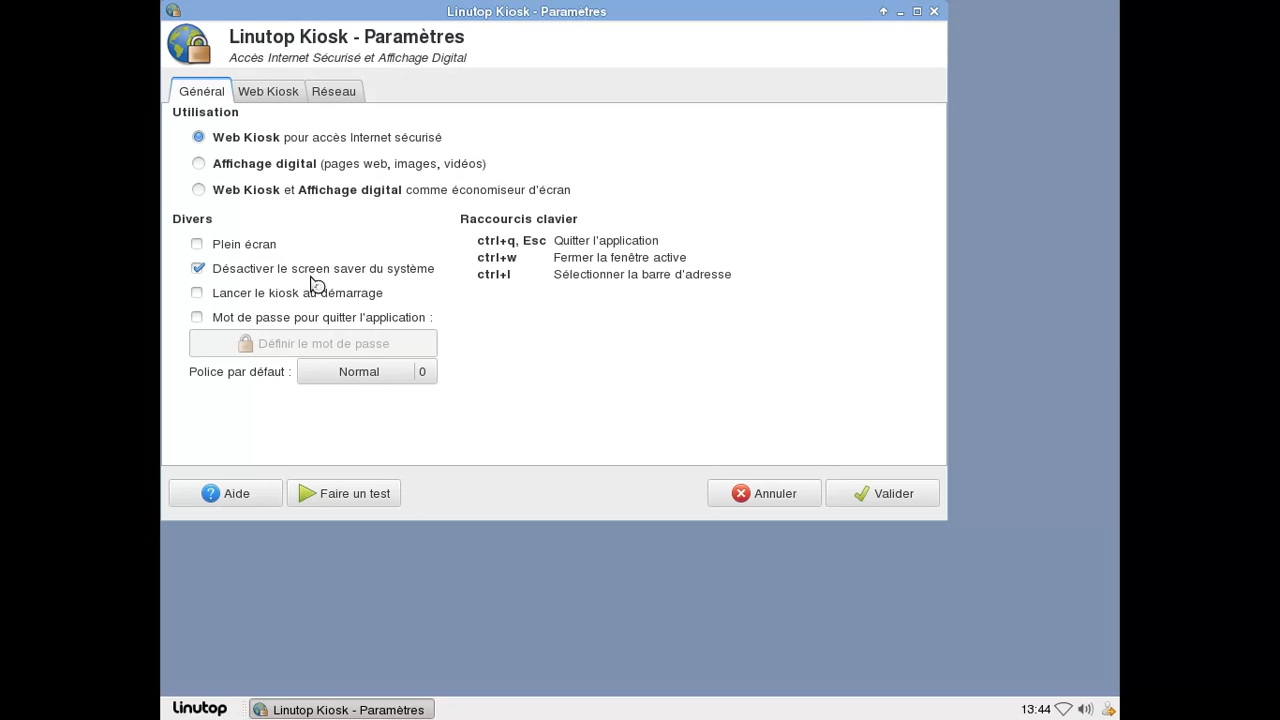 Linutop Kiosk - Paramètres
Linutop Kiosk - Paramètres
Accès Internet Sécurisé et Affichage Digital
Général
Web Kiosk
Réseau
Utilisation
Web Kiosk pour accès Internet sécurisé
Affichage digital (pages web, images, vidéos)
Web Kiosk et Affichage digital comme économiseur d'écran
Divers
Plein écran
Désactiver le screen saver du système
Lancer le kiosk au démarrage
Mot de passe pour quitter l'application :
Définir le mot de passe
Police par défaut : Normal 0
Raccourcis clavier
ctrl+q, Esc Quitter l'application
ctrl+w Fermer la fenêtre active
ctrl+l Sélectionner la barre d'adresse
Aide
Faire un test
Annuler
Valider
linutop
Linutop Kiosk - Paramètres
13:44